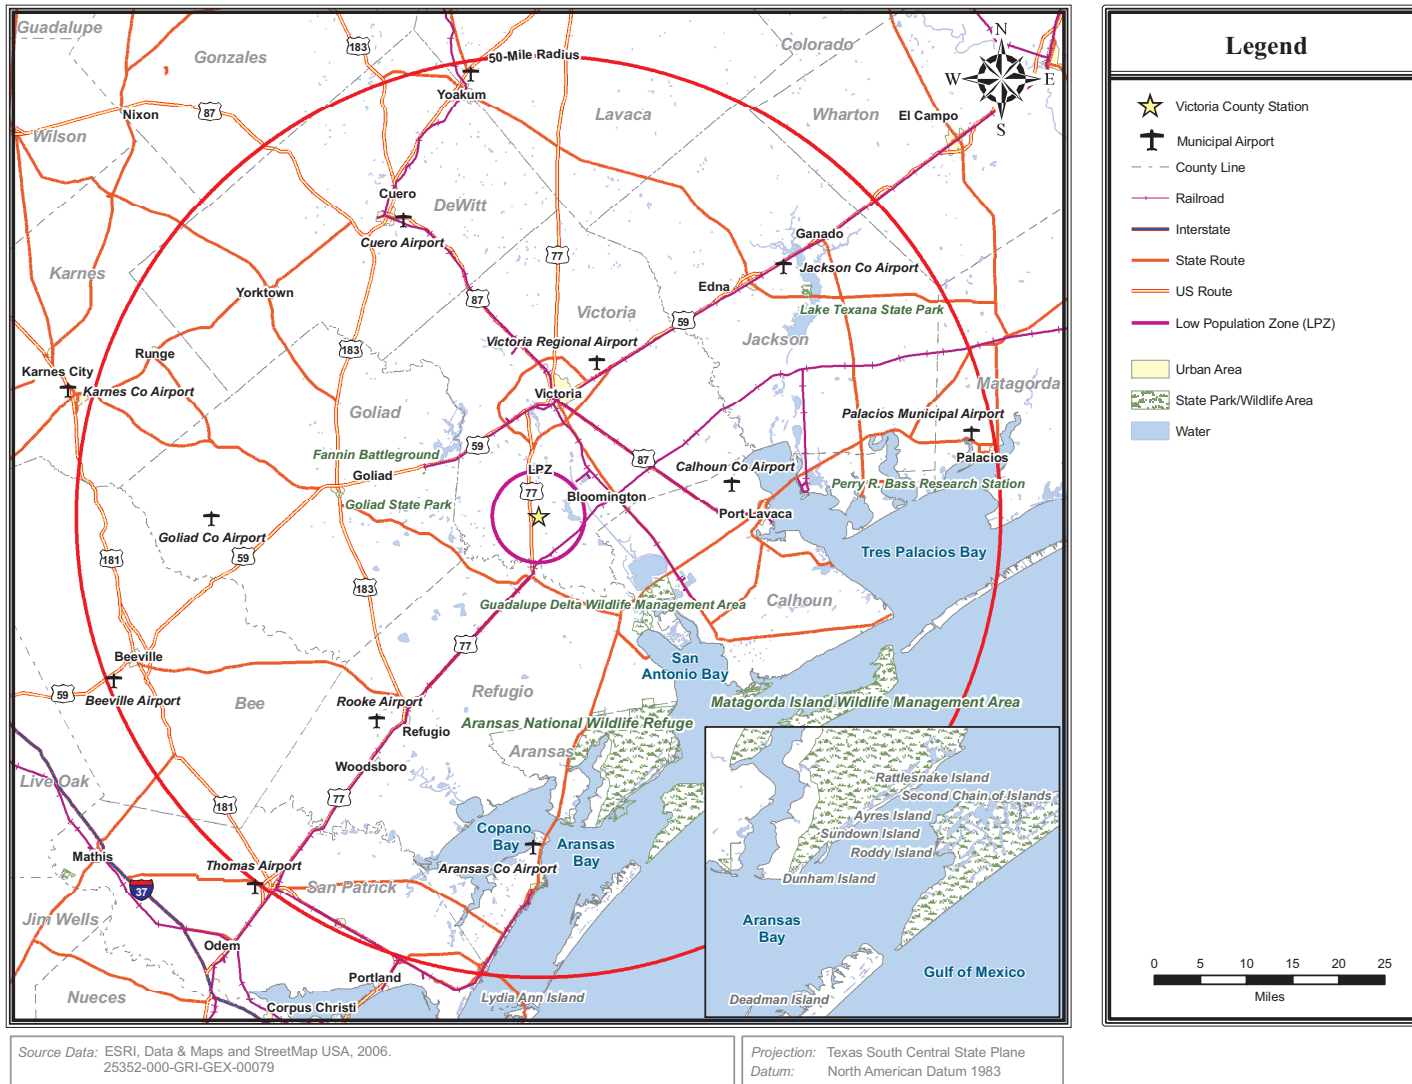 Guadalupe
Gonzales
183
50-Mile Radius
Colorado
N
W
E
S
Yoakum
Nixon
87
Lavaca
Wharton
El Campo
Wilson
Cuero
DeWitt
Cuero Airport
Ganado
77
Jackson Co Airport
Karnes
Yorktown
Edna
87
Lake Texana State Park
Victoria
59
Victoria Regional Airport
Jackson
183
Runge
Karnes City
Karnes Co Airport
Matagorda
Victoria
Goliad
Palacios Municipal Airport
59
Fannin Battleground
Palacios
87
Calhoun Co Airport
LPZ
Goliad
77
Bloomington
Perry R. Bass Research Station
Goliad State Park
Port Lavaca
Goliad Co Airport
Tres Palacios Bay
181
59
183
Guadalupe Delta Wildlife Management Area
Calhoun
77
Beeville
San
Antonio Bay
59
Beeville Airport
Bee
Rooke Airport
Refugio
Matagorda Island Wildlife Management Area
Refugio
Aransas National Wildlife Refuge
Aransas
Woodsboro
Live Oak
77
181
Rattlesnake Island
Second Chain of Islands
Ayres Island
Sundown Island
Roddy Island
Dunham Island
Copano
Bay
Aransas
Bay
Mathis
Thomas Airport
Aransas Co Airport
37
San Patrick
Jim Wells
Aransas
Bay
Odem
Portland
Gulf of Mexico
Nueces
Corpus Christi
Lydia Ann Island
Deadman Island
Legend
Victoria County Station
Municipal Airport
County Line
Railroad
Interstate
State Route
US Route
Low Population Zone (LPZ)
Urban Area
State Park/Wildlife Area
Water
0 5 10 15 20 25
Miles
Source Data: ESRI, Data & Maps and StreetMap USA, 2006.
25352-000-GRI-GEX-00079
Projection: Texas South Central State Plane
Datum: North American Datum 1983